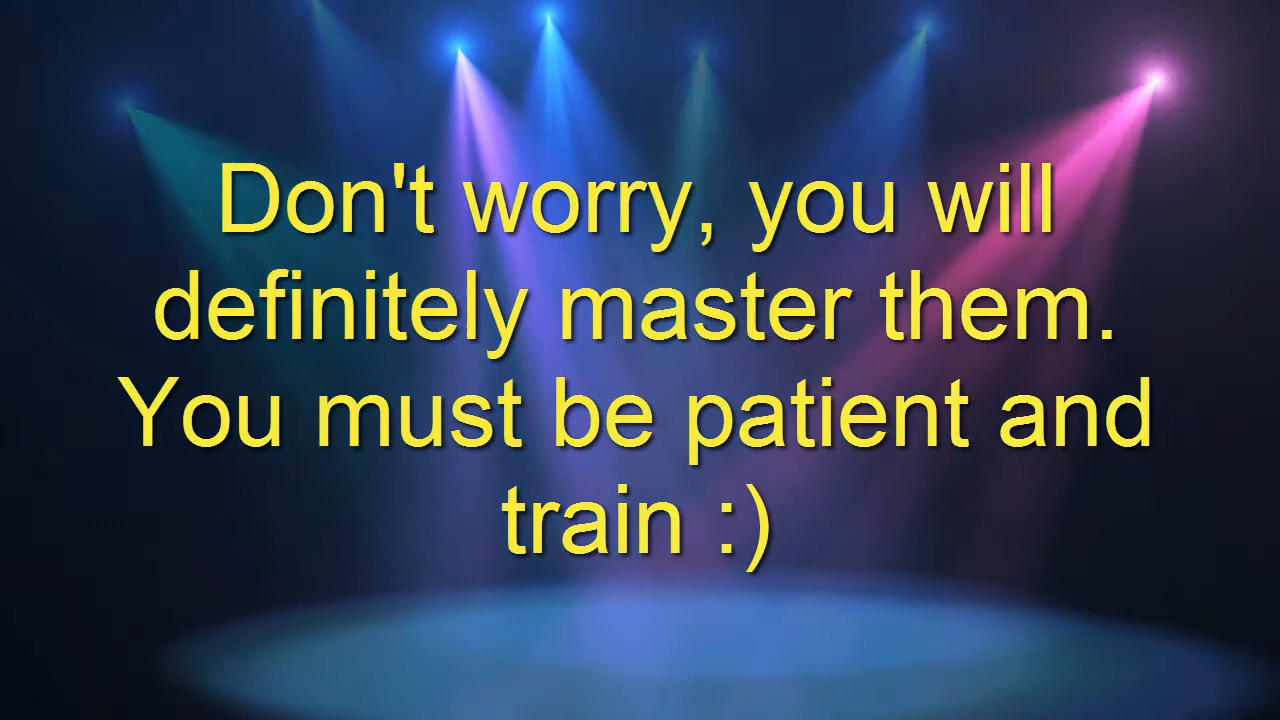 Don't worry, you will
definitely master them.
You must be patient and
train :)